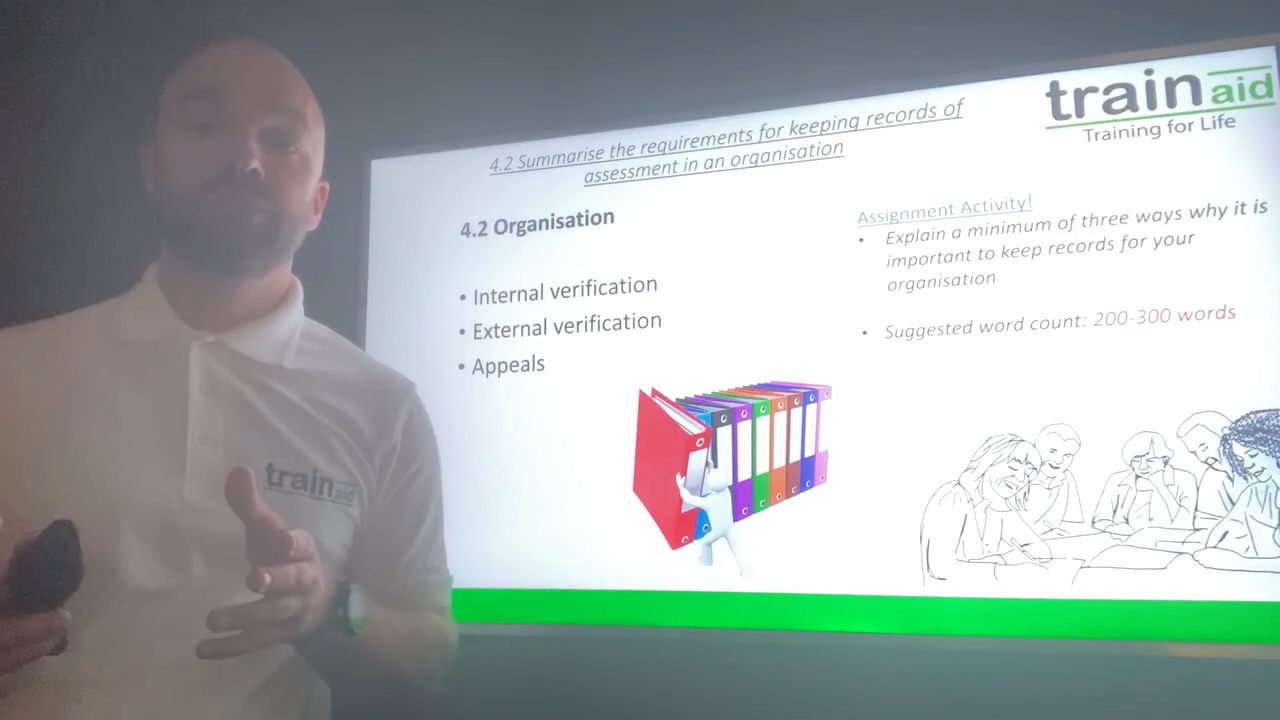 train aid
Training for Life
4.2 Summarise the requirements for keeping records of
assessment in an organisation
4.2 Organisation
• Internal verification
• External verification
• Appeals
Assignment Activity!
• Explain a minimum of three ways why it is
important to keep records for your
organisation
• Suggested word count: 200-300 words
train aid